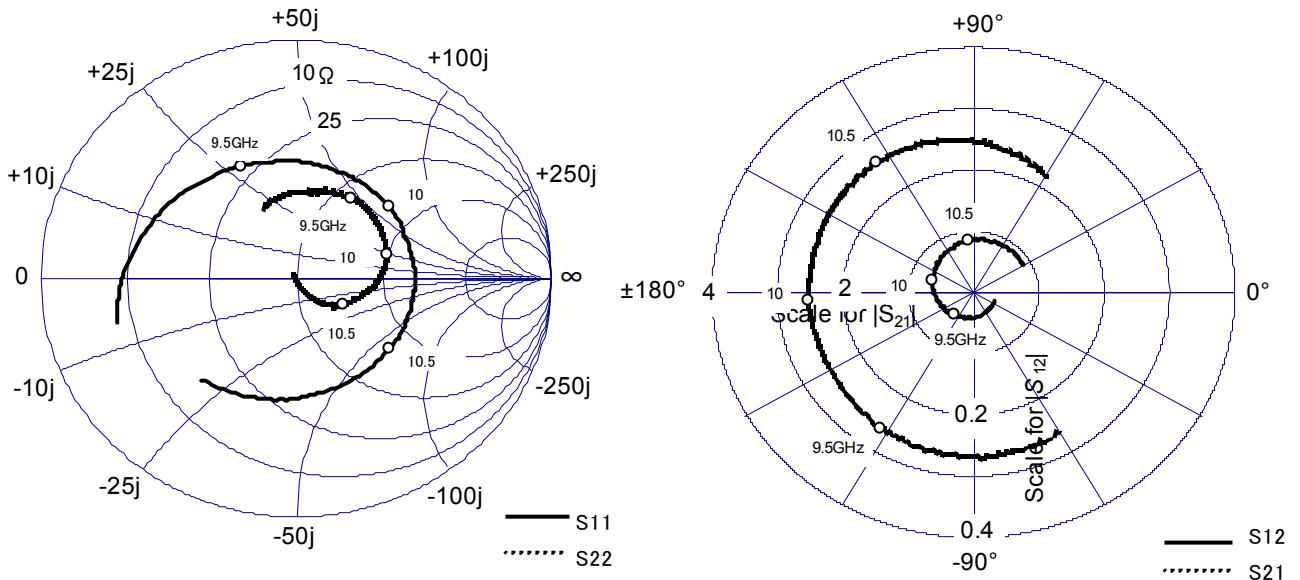 +50j
+25j
+100j
10Ω
25
9.5GHz
+10j
+250j
10
9.5GHz
10
0
∞
10.5
10.5
-10j
-250j
-25j
-100j
-50j
S11
S22
+90°
10.5
10.5
10
±180°
4
10
2
0°
Scale for |S21|
9.5GHz
Scale for |S12|
0.2
9.5GHz
0.4
-90°
S12
S21